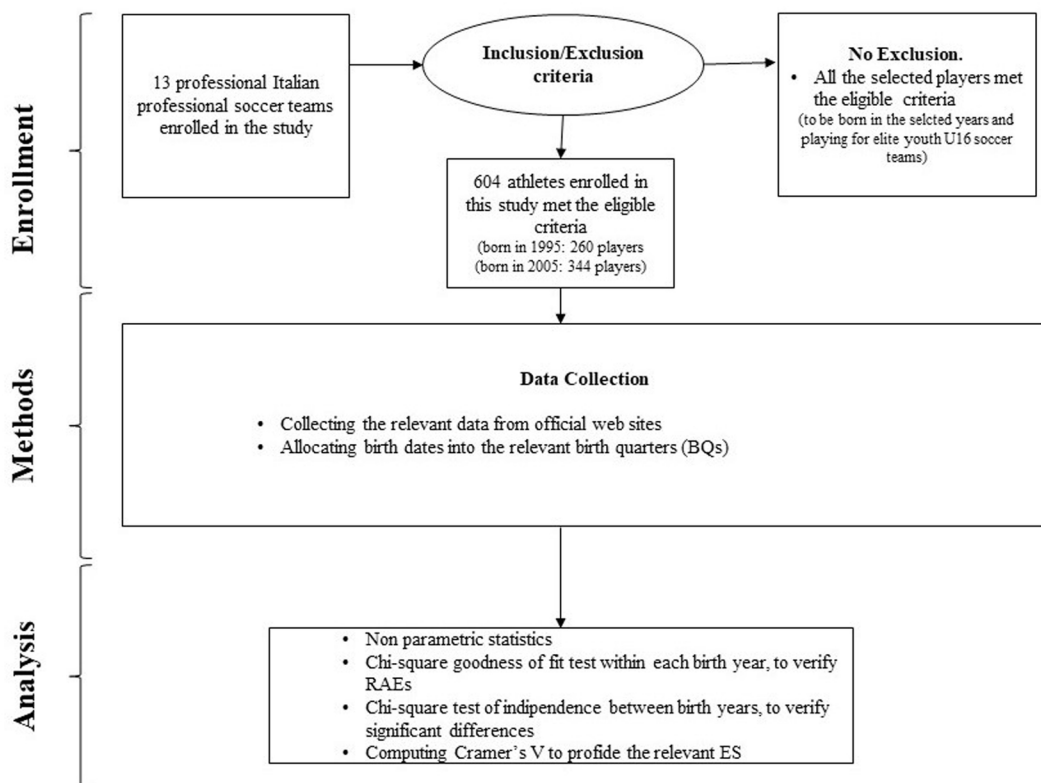 Enrollment
13 professional Italian
professional soccer teams
enrolled in the study
Inclusion/Exclusion
criteria
No Exclusion.
• All the selected players met
the eligible criteria
(to be born in the selcted years and
playing for elite youth U16 soccer
teams)
604 athletes enrolled in
this study met the eligible
criteria
(born in 1995: 260 players
(born in 2005: 344 players)
Methods
Data Collection
• Collecting the relevant data from official web sites
• Allocating birth dates into the relevant birth quarters (BQs)
Analysis
• Non parametric statistics
• Chi-square goodness of fit test within each birth year, to verify
RAEs
• Chi-square test of indipendence between birth years, to verify
significant differences
• Computing Cramer's V to profide the relevant ES